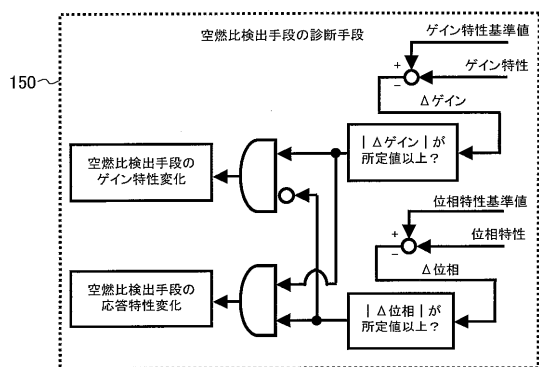 空燃比検出手段の診断手段
150
ゲイン特性基準値
+
ゲイン特性
−
Δゲイン
|Δゲイン|が
所定値以上?
空燃比検出手段の
ゲイン特性変化
位相特性基準値
+
位相特性
−
Δ位相
|Δ位相|が
所定値以上?
空燃比検出手段の
応答特性変化